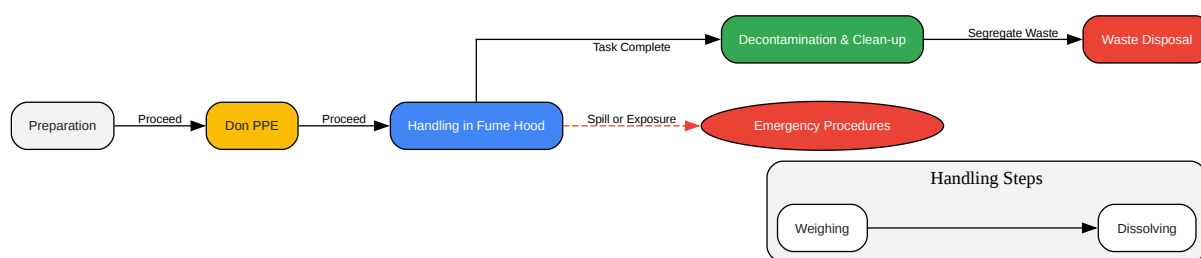 Task Complete
Decontamination & Clean-up
Segregate Waste
Waste Disposal
Preparation
Proceed
Don PPE
Proceed
Handling in Fume Hood
Spill or Exposure
Emergency Procedures
Handling Steps
Weighing
Dissolving